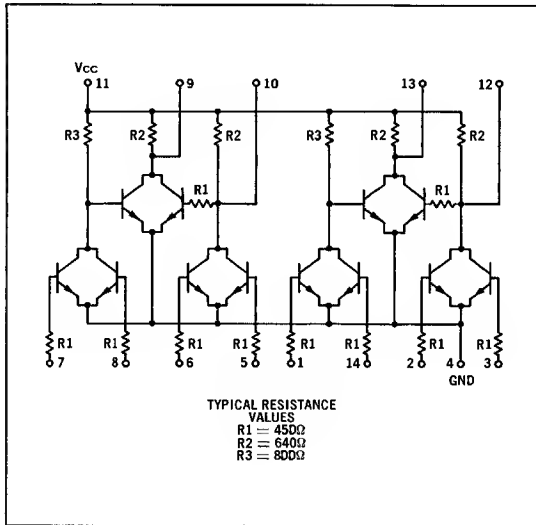 Vcc
11 9 10 13 12
R3 R2 R2 R3 R2 R2
R1 R1
R1 R1 R1 R1 R1 R1 R1 R1
7 8 6 5 1 14 2 4 3
GND
TYPICAL RESISTANCE
VALUES
R1 = 450Ω
R2 = 640Ω
R3 = 800Ω